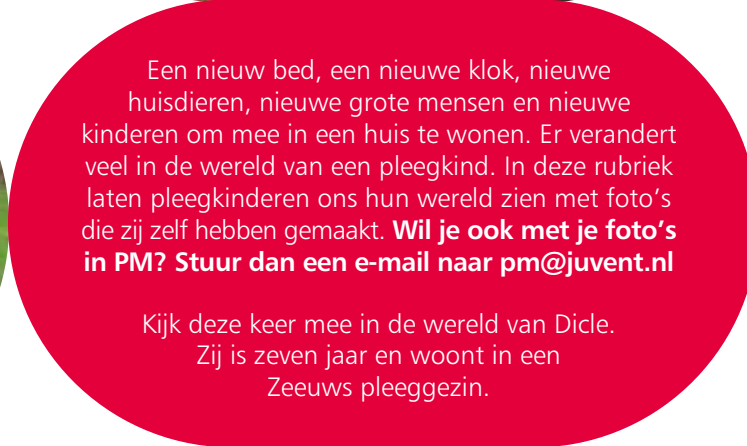 Een nieuw bed, een nieuwe klok, nieuwe
huisdieren, nieuwe grote mensen en nieuwe
kinderen om mee in een huis te wonen. Er verandert
veel in de wereld van een pleegkind. In deze rubriek
laten pleegkinderen ons hun wereld zien met foto’s
die zij zelf hebben gemaakt. Wil je ook met je foto’s
in PM? Stuur dan een e-mail naar pm@juvent.nl
Kijk deze keer mee in de wereld van Dicle.
Zij is zeven jaar en woont in een
Zeeuws pleeggezin.